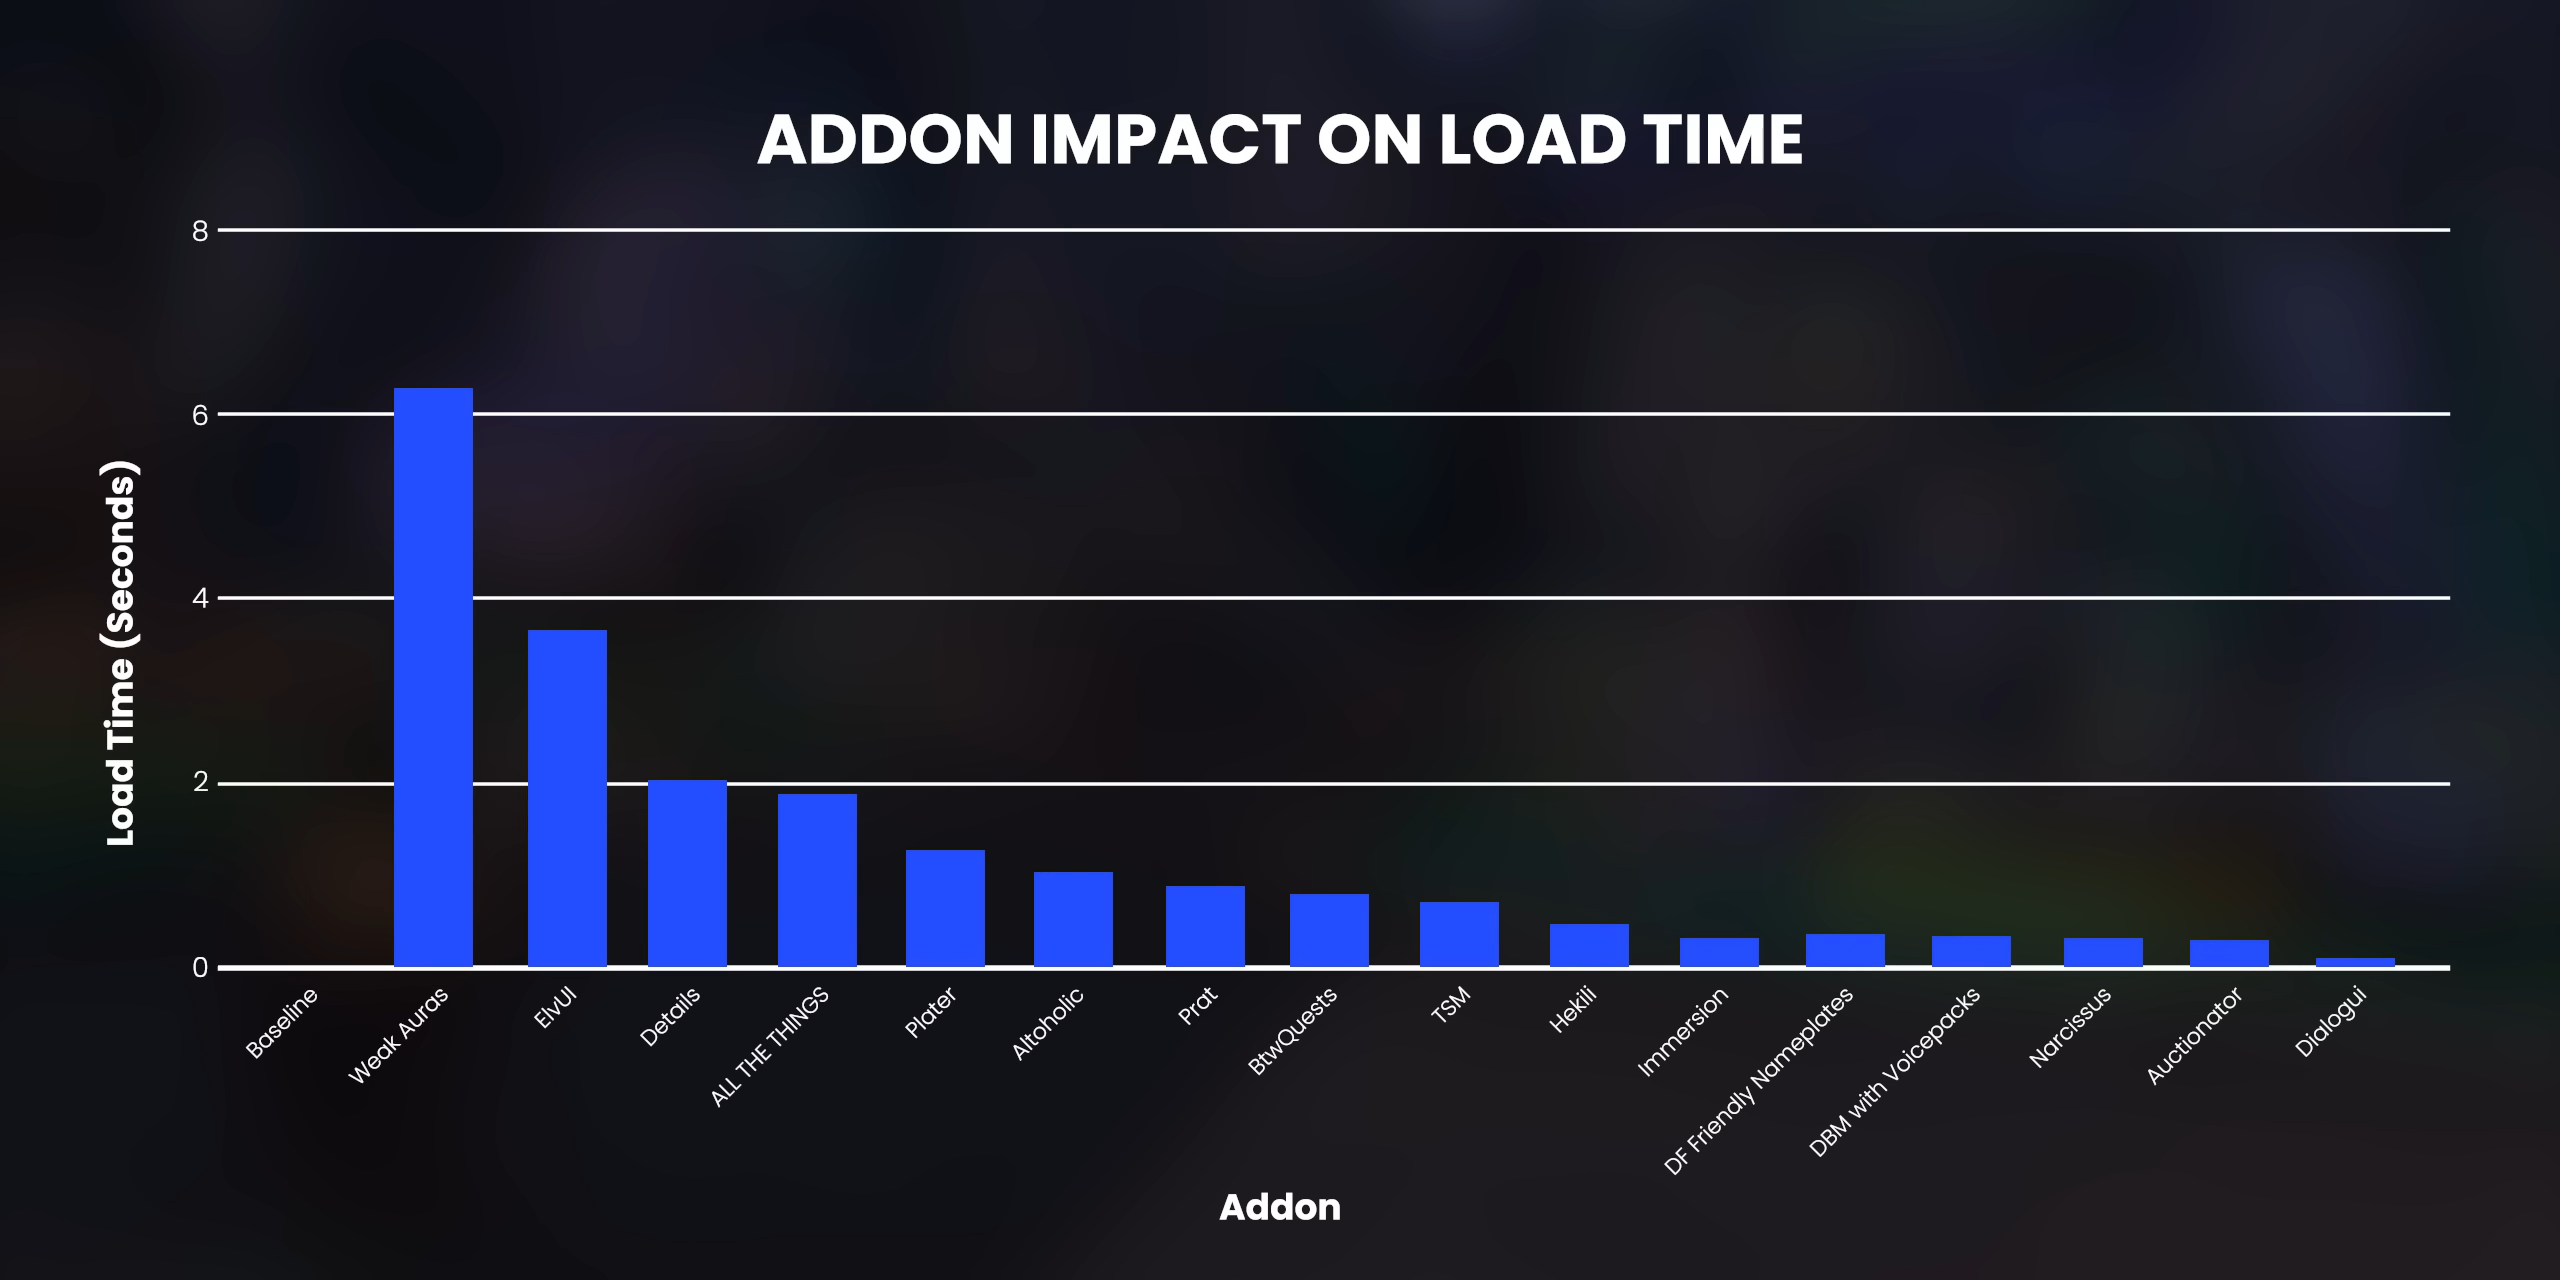 ADDON IMPACT ON LOAD TIME
8
6
4
2
0
Load Time (seconds)
Baseline
Weak Auras
ElvUI
Details
ALL THE THINGS
Plater
Altoholic
Prat
BtwQuests
TSM
Hekili
Immersion
DF Friendly Nameplates
DBM with Voicepacks
Narcissus
Auctionator
Dialogui
Addon